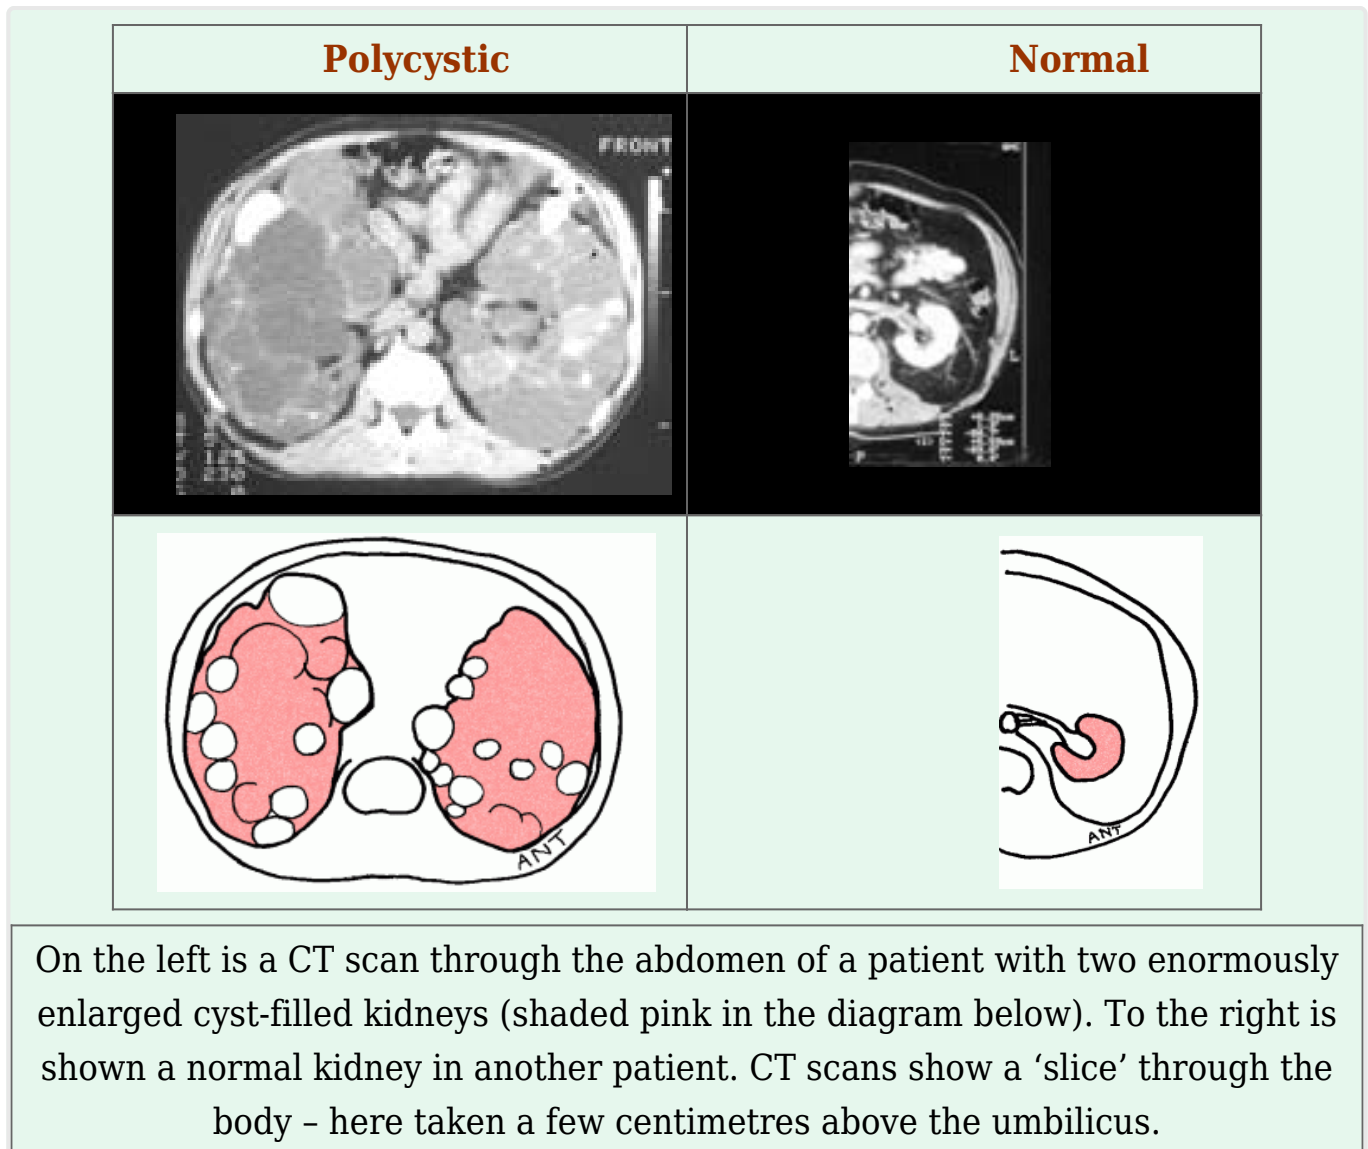 Polycystic
Normal
FRONT
L
P
ANT
ANT
On the left is a CT scan through the abdomen of a patient with two enormously
enlarged cyst-filled kidneys (shaded pink in the diagram below). To the right is
shown a normal kidney in another patient. CT scans show a ‘slice’ through the
body – here taken a few centimetres above the umbilicus.